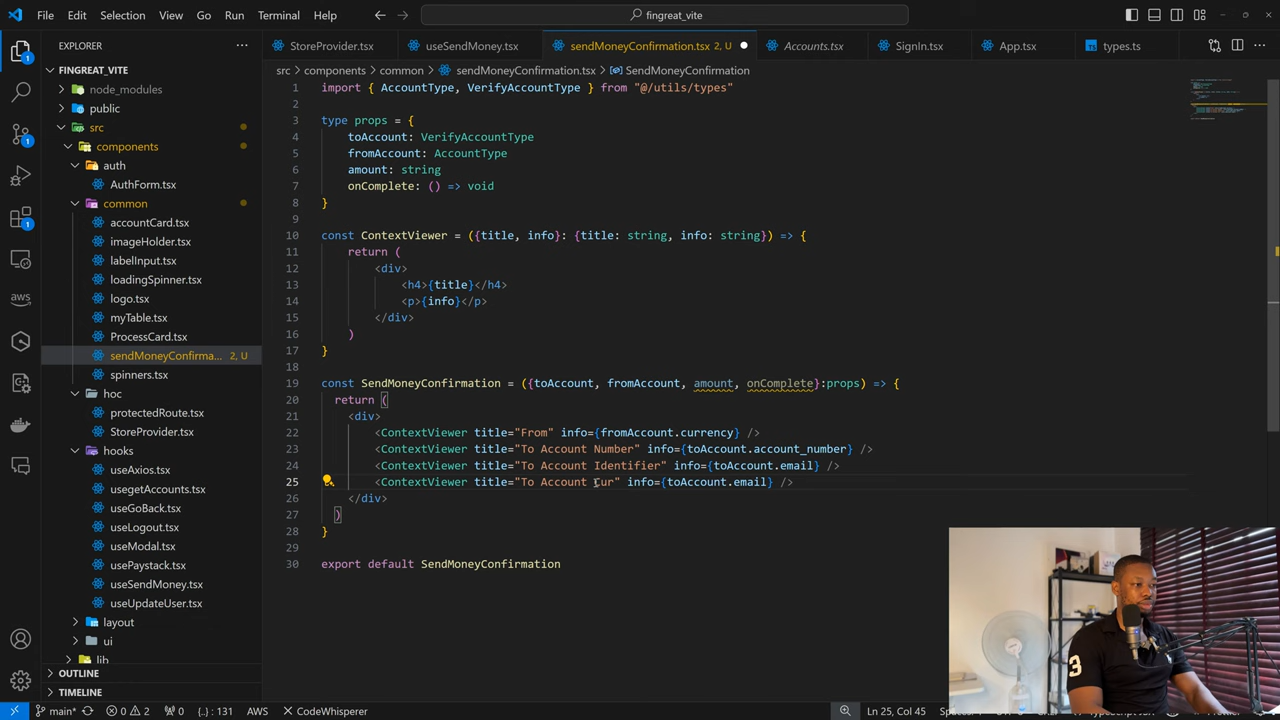 File Edit Selection View Go Run Terminal Help
fingreat_vite
EXPLORER
StoreProvider.tsx
useSendMoney.tsx
sendMoneyConfirmation.tsx 2, U
Accounts.tsx
SignIn.tsx
App.tsx
types.ts
FINGREAT_VITE
node_modules
public
src
components
auth
AuthForm.tsx
common
accountCard.tsx
imageHolder.tsx
labelInput.tsx
loadingSpinner.tsx
logo.tsx
myTable.tsx
ProcessCard.tsx
sendMoneyConfirma... 2, U
spinners.tsx
hoc
protectedRoute.tsx
StoreProvider.tsx
hooks
useAxios.tsx
usegetAccounts.tsx
useGoBack.tsx
useLogout.tsx
useModal.tsx
usePaystack.tsx
useSendMoney.tsx
useUpdateUser.tsx
layout
ui
lib
OUTLINE
TIMELINE
src > components > common > sendMoneyConfirmation.tsx > SendMoneyConfirmation
1 import { AccountType, VerifyAccountType } from "@/utils/types"
2
3 type props = {
4 toAccount: VerifyAccountType
5 fromAccount: AccountType
6 amount: string
7 onComplete: () => void
8 }
9
10 const ContextViewer = ({title, info}: {title: string, info: string}) => {
11 return (
12 <div>
13 <h4>{title}</h4>
14 <p>{info}</p>
15 </div>
16 )
17 }
18
19 const SendMoneyConfirmation = ({toAccount, fromAccount, amount, onComplete}:props) => {
20 return (
21 <div>
22 <ContextViewer title="From" info={fromAccount.currency} />
23 <ContextViewer title="To Account Number" info={toAccount.account_number} />
24 <ContextViewer title="To Account Identifier" info={toAccount.email} />
25 <ContextViewer title="To Account Cur" info={toAccount.email} />
26 </div>
27 )
28 }
29
30 export default SendMoneyConfirmation
main* 0 2 0 {..}: 131 AWS CodeWhisperer
Ln 25, Col 45
3